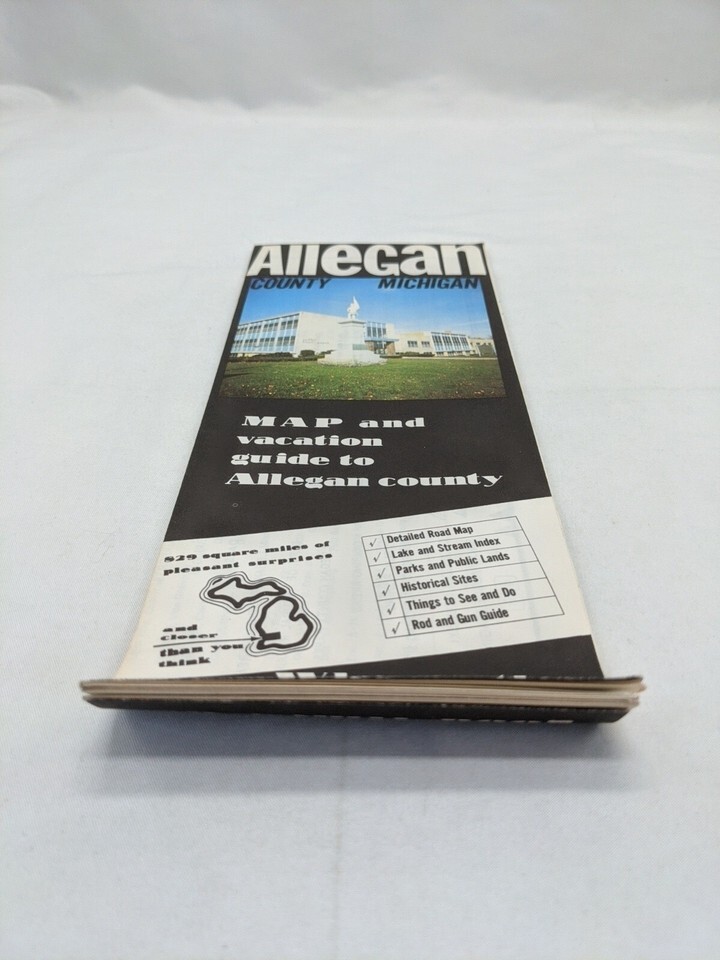 Allegan
COUNTY MICHIGAN
MAP and
vacation
guide to
Allegan county
829 square miles of
pleasant surprises
and
closer
than you
think
✓ Detailed Road Map
✓ Lake and Stream Index
✓ Parks and Public Lands
✓ Historical Sites
✓ Things to See and Do
✓ Rod and Gun Guide